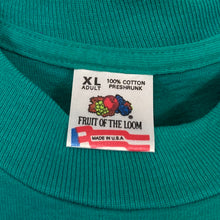 XL 100% COTTON
ADULT PRESHRUNK
FRUIT OF THE LOOM
MADE IN U.S.A.